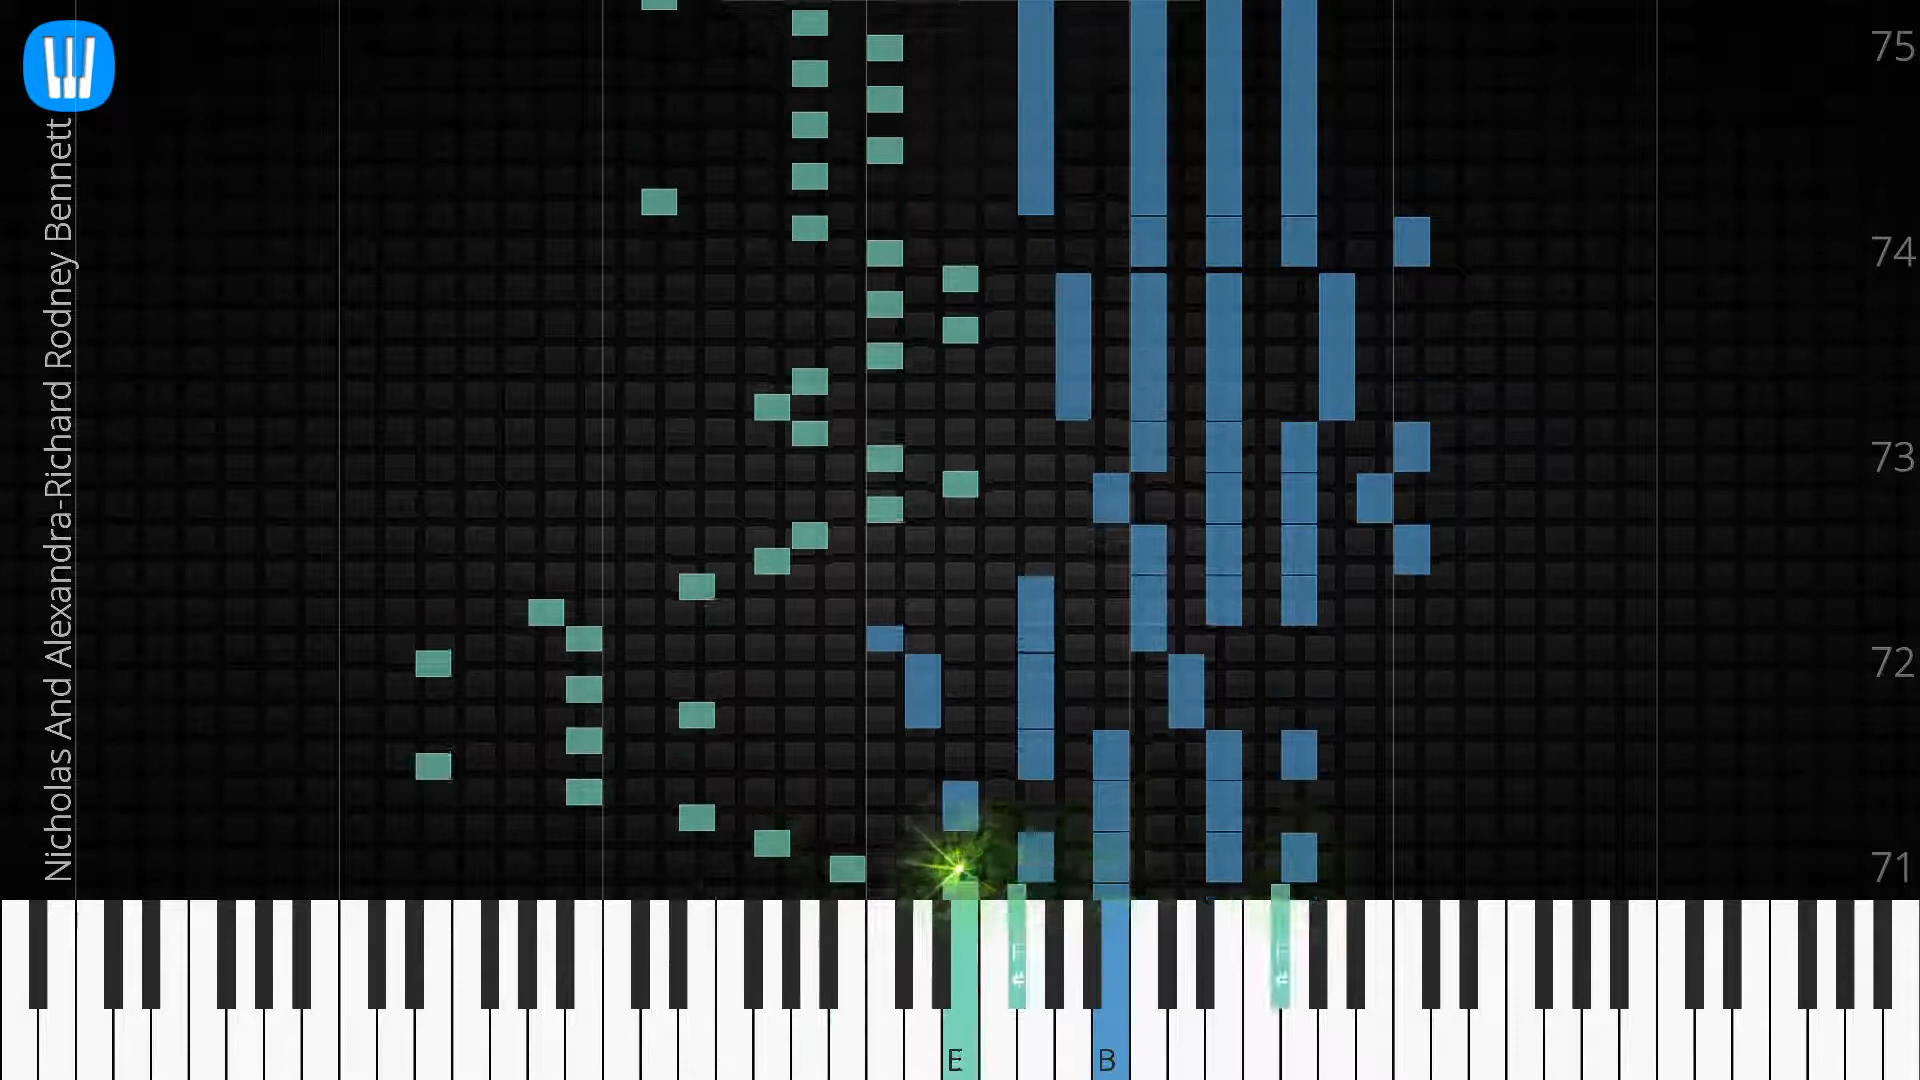 Nicholas And Alexandra-Richard Rodney Bennett
75
74
73
72
71
F#
F#
E
B